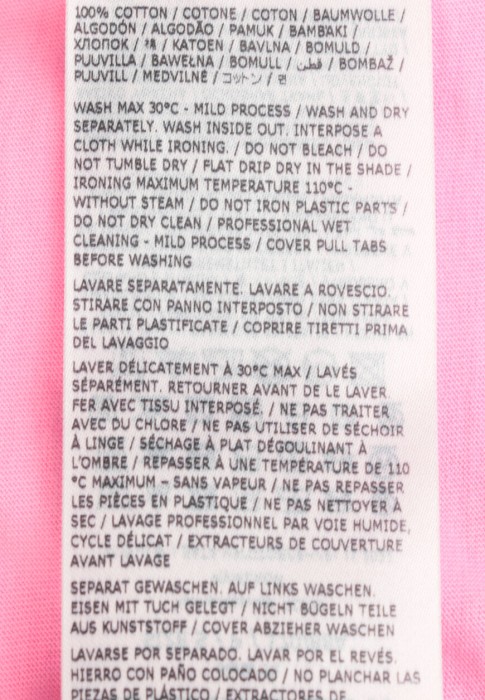 100% COTTON / COTONE / COTON / BAUMWOLLE /
ALGODÓN / ALGODÃO / PAMUK / BAMBAKI /
ХЛОПОК / 棉 / KATOEN / BAVLNA / BOMULD /
PUUVILLA / BAWEŁNA / BOMULL / قطن / BOMBAŽ /
PUUVILL / MEDVILNĖ / コットン / 면
WASH MAX 30°C - MILD PROCESS / WASH AND DRY
SEPARATELY. WASH INSIDE OUT. INTERPOSE A
CLOTH WHILE IRONING. / DO NOT BLEACH / DO
NOT TUMBLE DRY / FLAT DRIP DRY IN THE SHADE /
IRONING MAXIMUM TEMPERATURE 110°C -
WITHOUT STEAM / DO NOT IRON PLASTIC PARTS /
DO NOT DRY CLEAN / PROFESSIONAL WET
CLEANING - MILD PROCESS / COVER PULL TABS
BEFORE WASHING
LAVARE SEPARATAMENTE. LAVARE A ROVESCIO.
STIRARE CON PANNO INTERPOSTO / NON STIRARE
LE PARTI PLASTIFICATE / COPRIRE TIRETTI PRIMA
DEL LAVAGGIO
LAVER DÉLICATEMENT À 30°C MAX / LAVÉS
SÉPARÉMENT. RETOURNER AVANT DE LE LAVER.
FER AVEC TISSU INTERPOSÉ. / NE PAS TRAITER
AVEC DU CHLORE / NE PAS UTILISER DE SÉCHOIR
À LINGE / SÉCHAGE À PLAT DÉGOULINANT À
L'OMBRE / REPASSER À UNE TEMPÉRATURE DE 110
°C MAXIMUM – SANS VAPEUR / NE PAS REPASSER
LES PIÈCES EN PLASTIQUE / NE PAS NETTOYER À
SEC / LAVAGE PROFESSIONNEL PAR VOIE HUMIDE,
CYCLE DÉLICAT / EXTRACTEURS DE COUVERTURE
AVANT LAVAGE
SEPARAT GEWASCHEN. AUF LINKS WASCHEN.
EISEN MIT TUCH GELEGT / NICHT BÜGELN TEILE
AUS KUNSTSTOFF / COVER ABZIEHER WASCHEN
LAVARSE POR SEPARADO. LAVAR POR EL REVÉS.
HIERRO CON PAÑO COLOCADO / NO PLANCHAR LAS
PIEZAS DE PLÁSTICO / EXTRACTORES DE